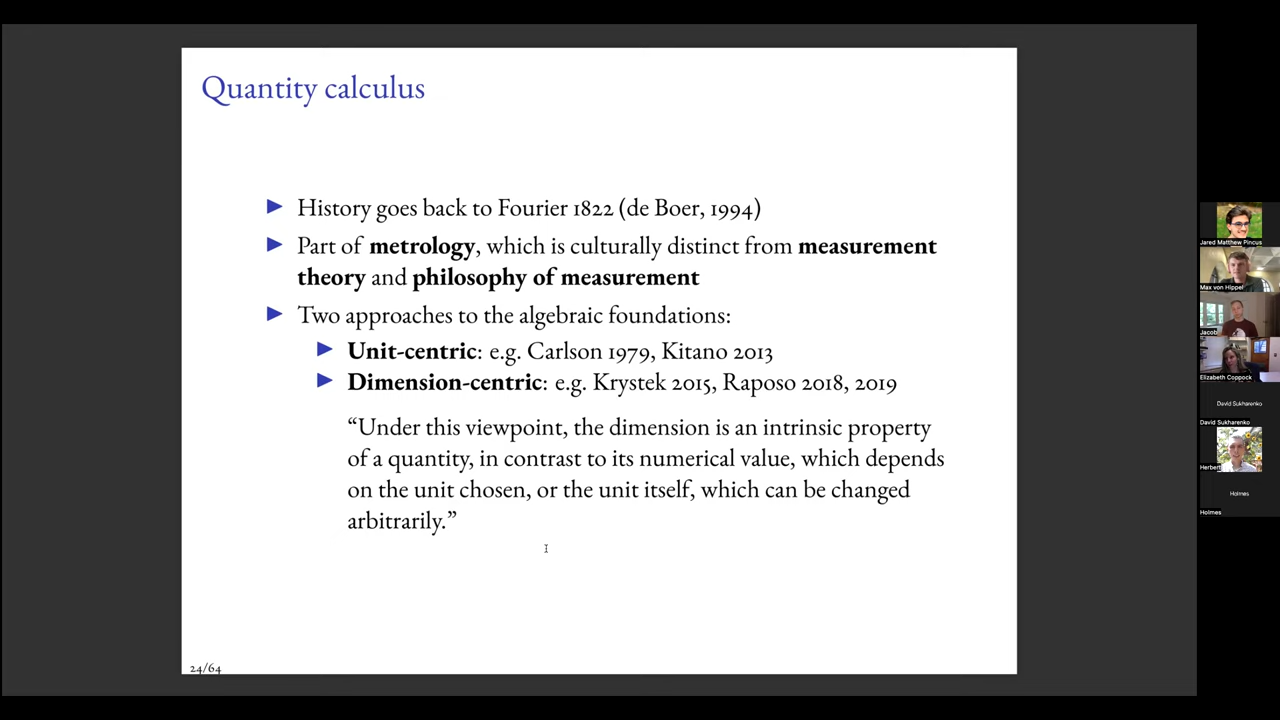 Quantity calculus
▶ History goes back to Fourier 1822 (de Boer, 1994)
▶ Part of metrology, which is culturally distinct from measurement
theory and philosophy of measurement
▶ Two approaches to the algebraic foundations:
▶ Unit-centric: e.g. Carlson 1979, Kitano 2013
▶ Dimension-centric: e.g. Krystek 2015, Raposo 2018, 2019
“Under this viewpoint, the dimension is an intrinsic property
of a quantity, in contrast to its numerical value, which depends
on the unit chosen, or the unit itself, which can be changed
arbitrarily.”
24/64
Jared Matthew Pincus
Max von Hippel
Jacob
Elizabeth Coppock
David Sukharenko
David Sukharenko
Herbert
Holmes
Holmes